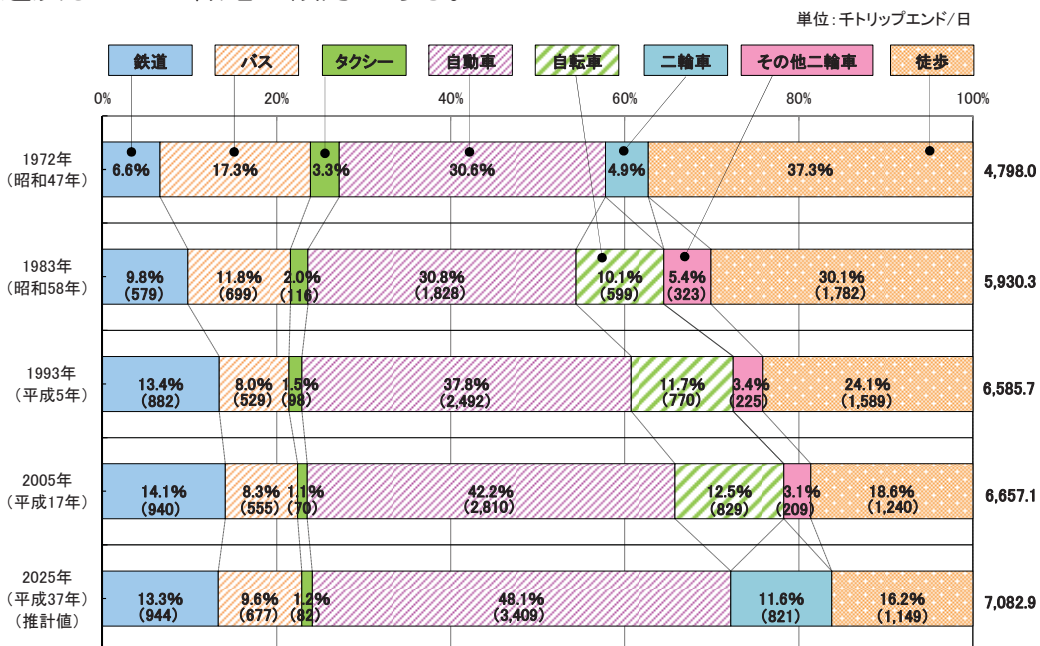 単位：千トリップエンド/日
鉄道 バス タクシー 自動車 自転車 二輪車 その他二輪車 徒歩
0% 20% 40% 60% 80% 100%
1972年
（昭和47年）
6.6% 17.3% 3.3% 30.6% 4.9% 37.3% 4,798.0
1983年
（昭和58年）
9.8% 11.8% 2.0% 30.8% 10.1% 5.4% 30.1%
(579) (699) (116) (1,828) (599) (323) (1,782)
5,930.3
1993年
（平成5年）
13.4% 8.0% 1.5% 37.8% 11.7% 3.4% 24.1%
(882) (529) (98) (2,492) (770) (225) (1,589)
6,585.7
2005年
（平成17年）
14.1% 8.3% 1.1% 42.2% 12.5% 3.1% 18.6%
(940) (555) (70) (2,810) (829) (209) (1,240)
6,657.1
2025年
（平成37年）
（推計値）
13.3% 9.6% 1.2% 48.1% 11.6% 16.2%
(944) (677) (82) (3,409) (821) (1,149)
7,082.9